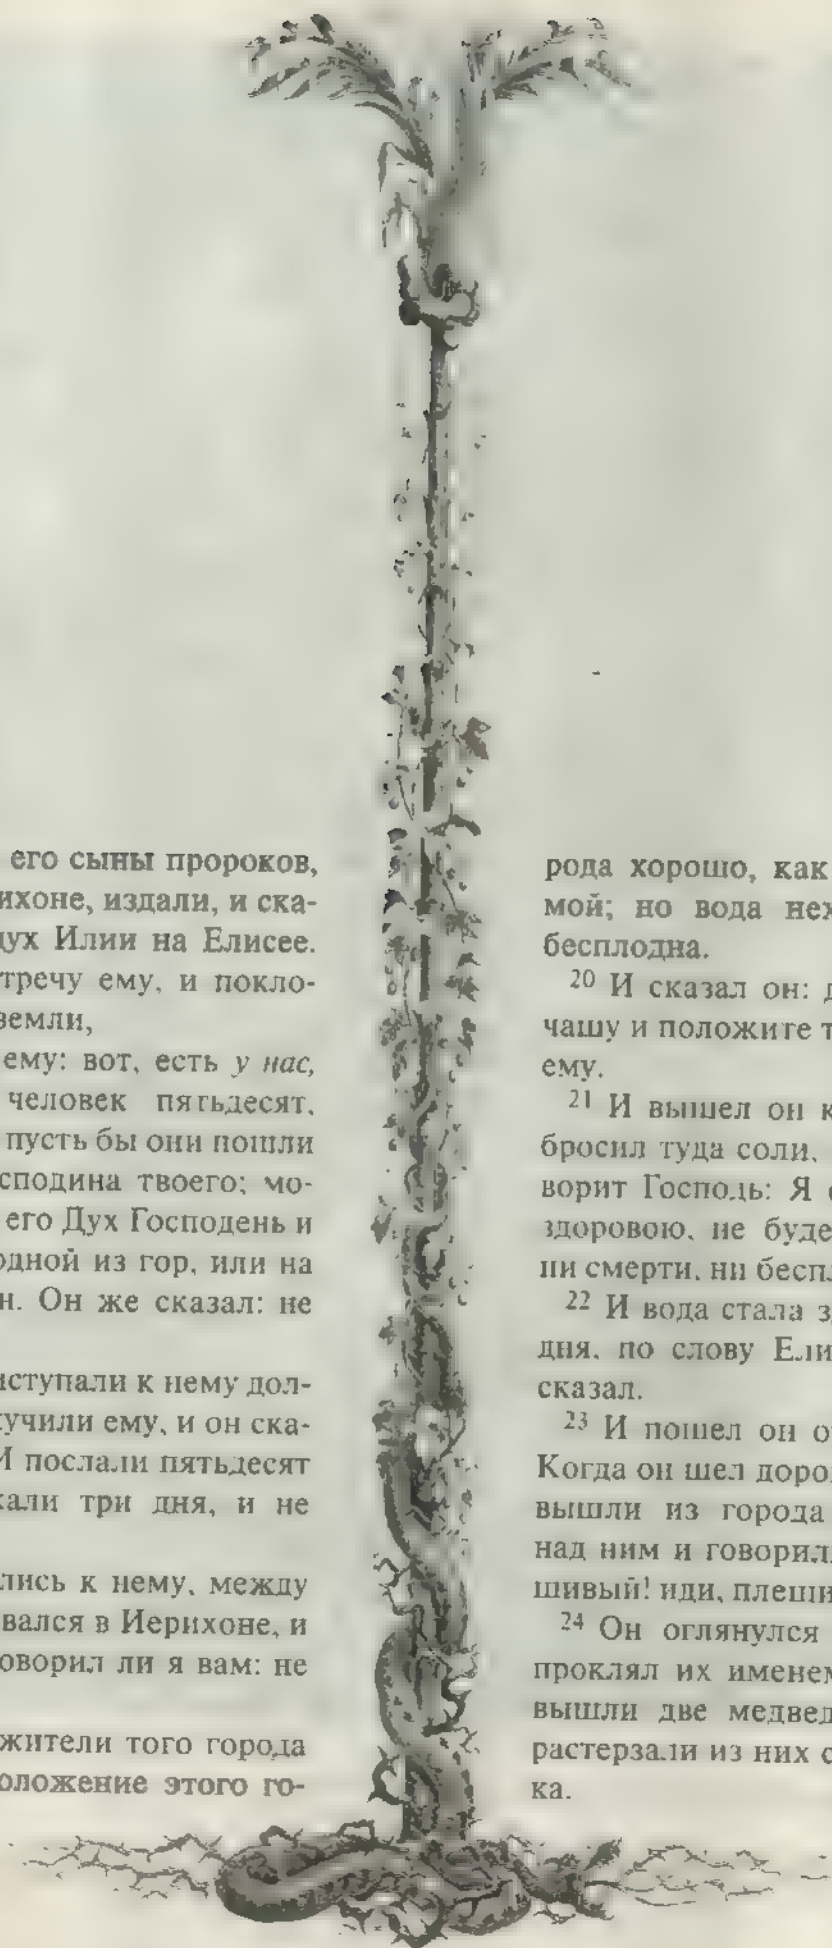 его сыны пророков,
ихоне, издали, и ска-
дух Илии на Елисее.
тречу ему, и покло-
земли,
ему: вот, есть у нас,
человек пятьдесят,
пусть бы они пошли
сподина твоего; мо-
его Дух Господень и
одной из гор, или на
н. Он же сказал: не
иступали к нему дол-
кучили ему, и он ска-
И послали пятьдесят
кали три дня, и не
лись к нему, между
вался в Иерихоне, и
оворил ли я вам: не
жители того города
оложение этого го-
рода хорошо, как
мой; но вода нех
бесплодна.
20 И сказал он: д
чашу и положите т
ему.
21 И вышел он к
бросил туда соли,
ворит Господь: Я с
здоровою, не буде
ни смерти, ни беспл
22 И вода стала зд
дня, по слову Ели
сказал.
23 И пошел он от
Когда он шел дорог
вышли из города
над ним и говорил
шивый! иди, плеши
24 Он оглянулся
проклял их именем
вышли две медвед
растерзали из них с
ка.